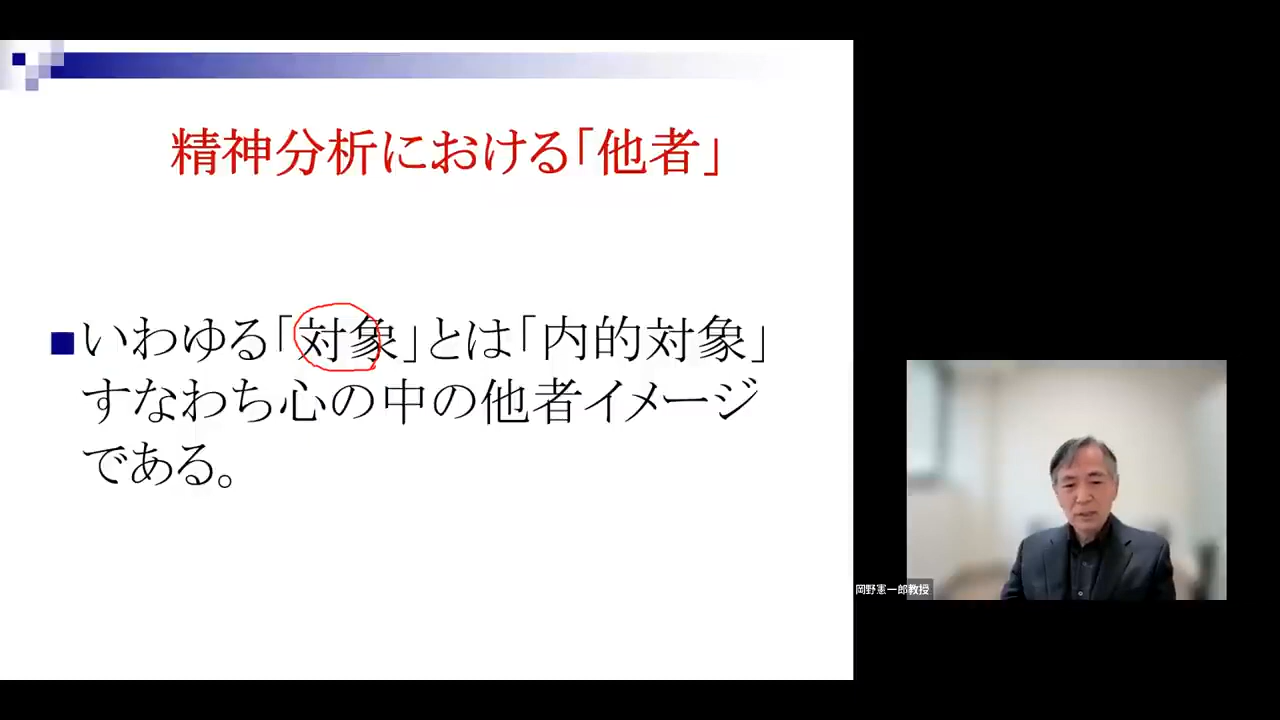 精神分析における「他者」
■いわゆる「対象」とは「内的対象」
すなわち心の中の他者イメージ
である。
岡野憲一郎教授